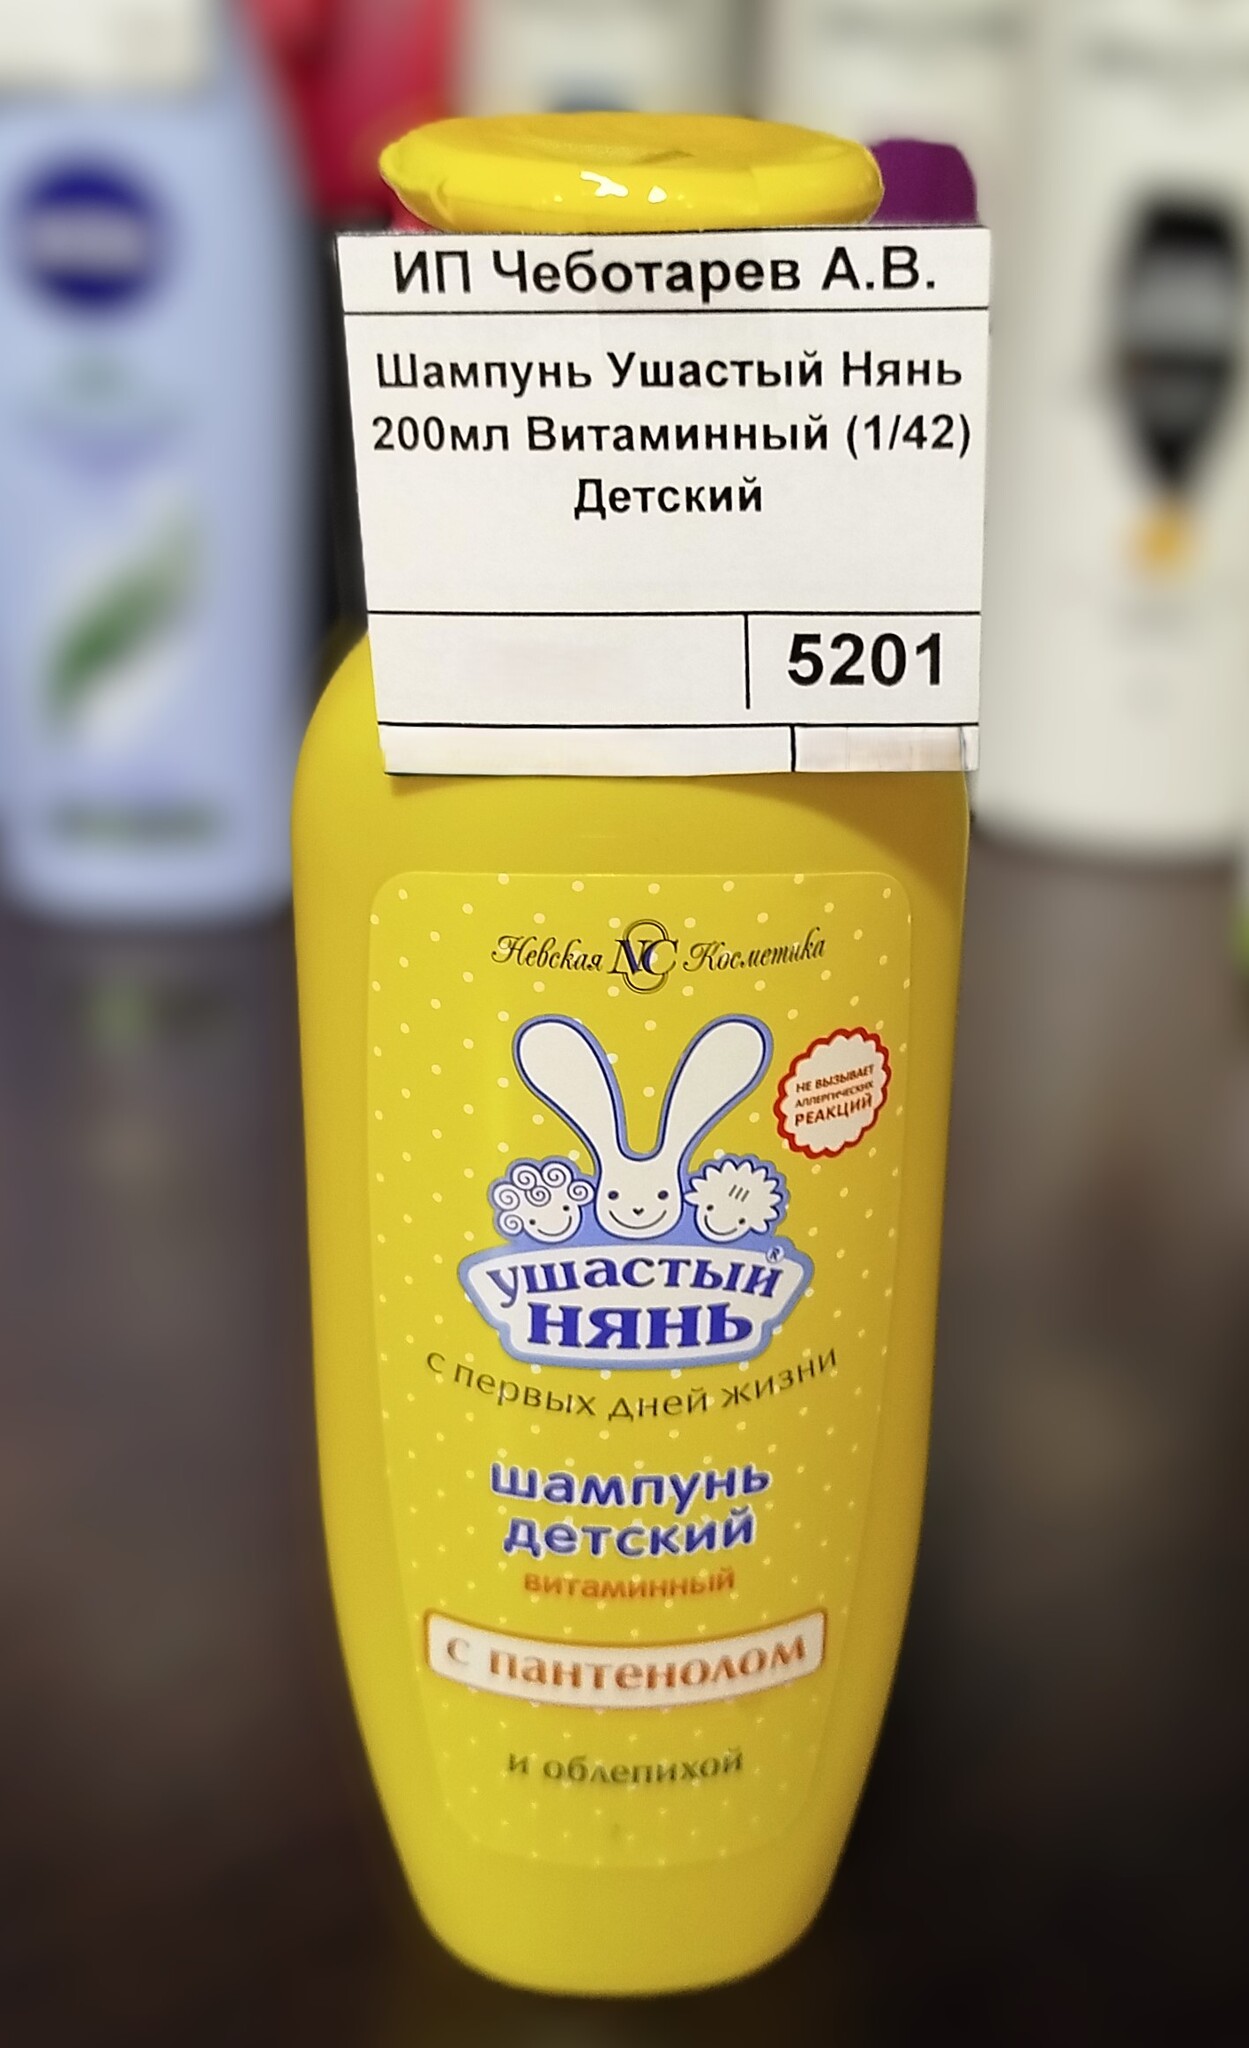 ИП Чеботарев А.В.
Шампунь Ушастый Нянь
200мл Витаминный (1/42)
Детский
5201
Невская NC Косметика
НЕ ВЫЗЫВАЕТ
АЛЛЕРГИЧЕСКИХ
РЕАКЦИЙ
ушастый ®
нянь
с первых дней жизни
шампунь
детский
витаминный
с пантенолом
и облепихой